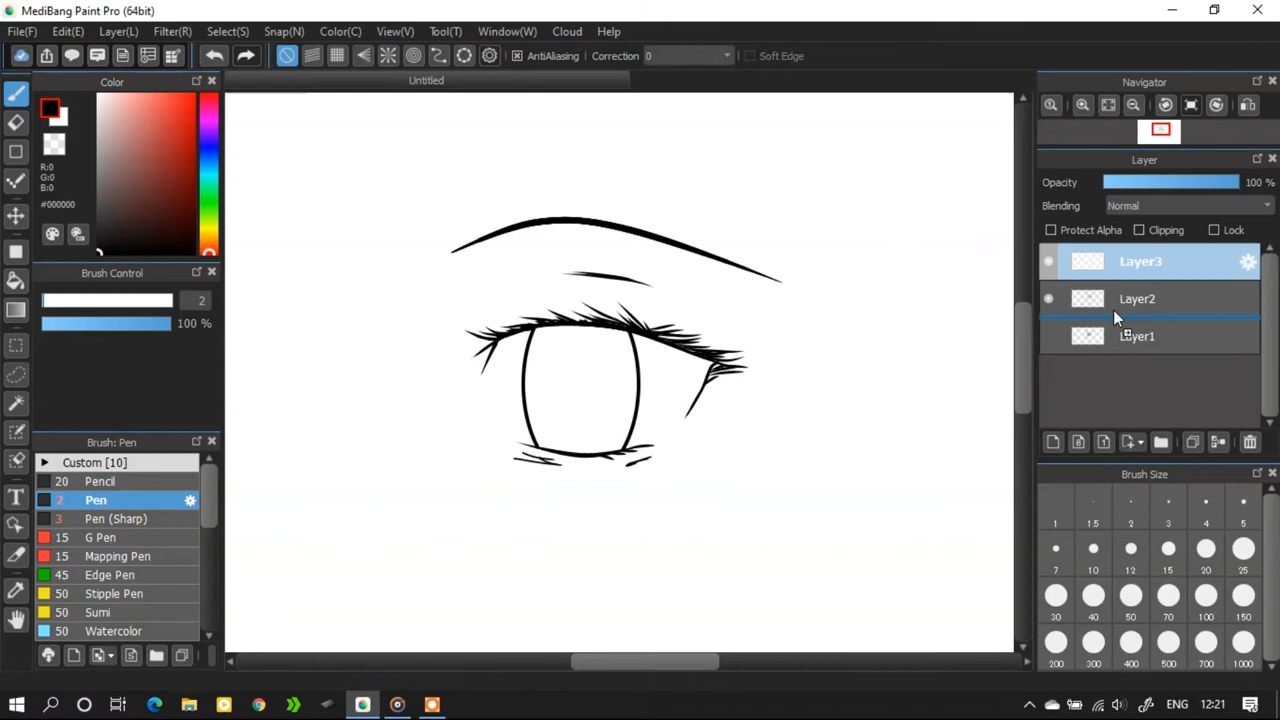 MediBang Paint Pro (64bit)
File(F) Edit(E) Layer(L) Filter(R) Select(S) Snap(N) Color(C) View(V) Tool(T) Window(W) Cloud Help
AntiAliasing Correction 0 Soft Edge
Color
Untitled
Navigator
R:0
G:0
B:0
#000000
Brush Control
2
100 %
Brush: Pen
Custom [10]
20 Pencil
2 Pen
3 Pen (Sharp)
15 G Pen
15 Mapping Pen
45 Edge Pen
50 Stipple Pen
50 Sumi
50 Watercolor
Layer
Opacity 100 %
Blending Normal
Protect Alpha Clipping Lock
Layer3
Layer2
Layer1
Brush Size
1 1.5 2 3 4 5
7 10 12 15 20 25
30 40 50 70 100 150
200 300 400 500 700 1000
ENG 12:21